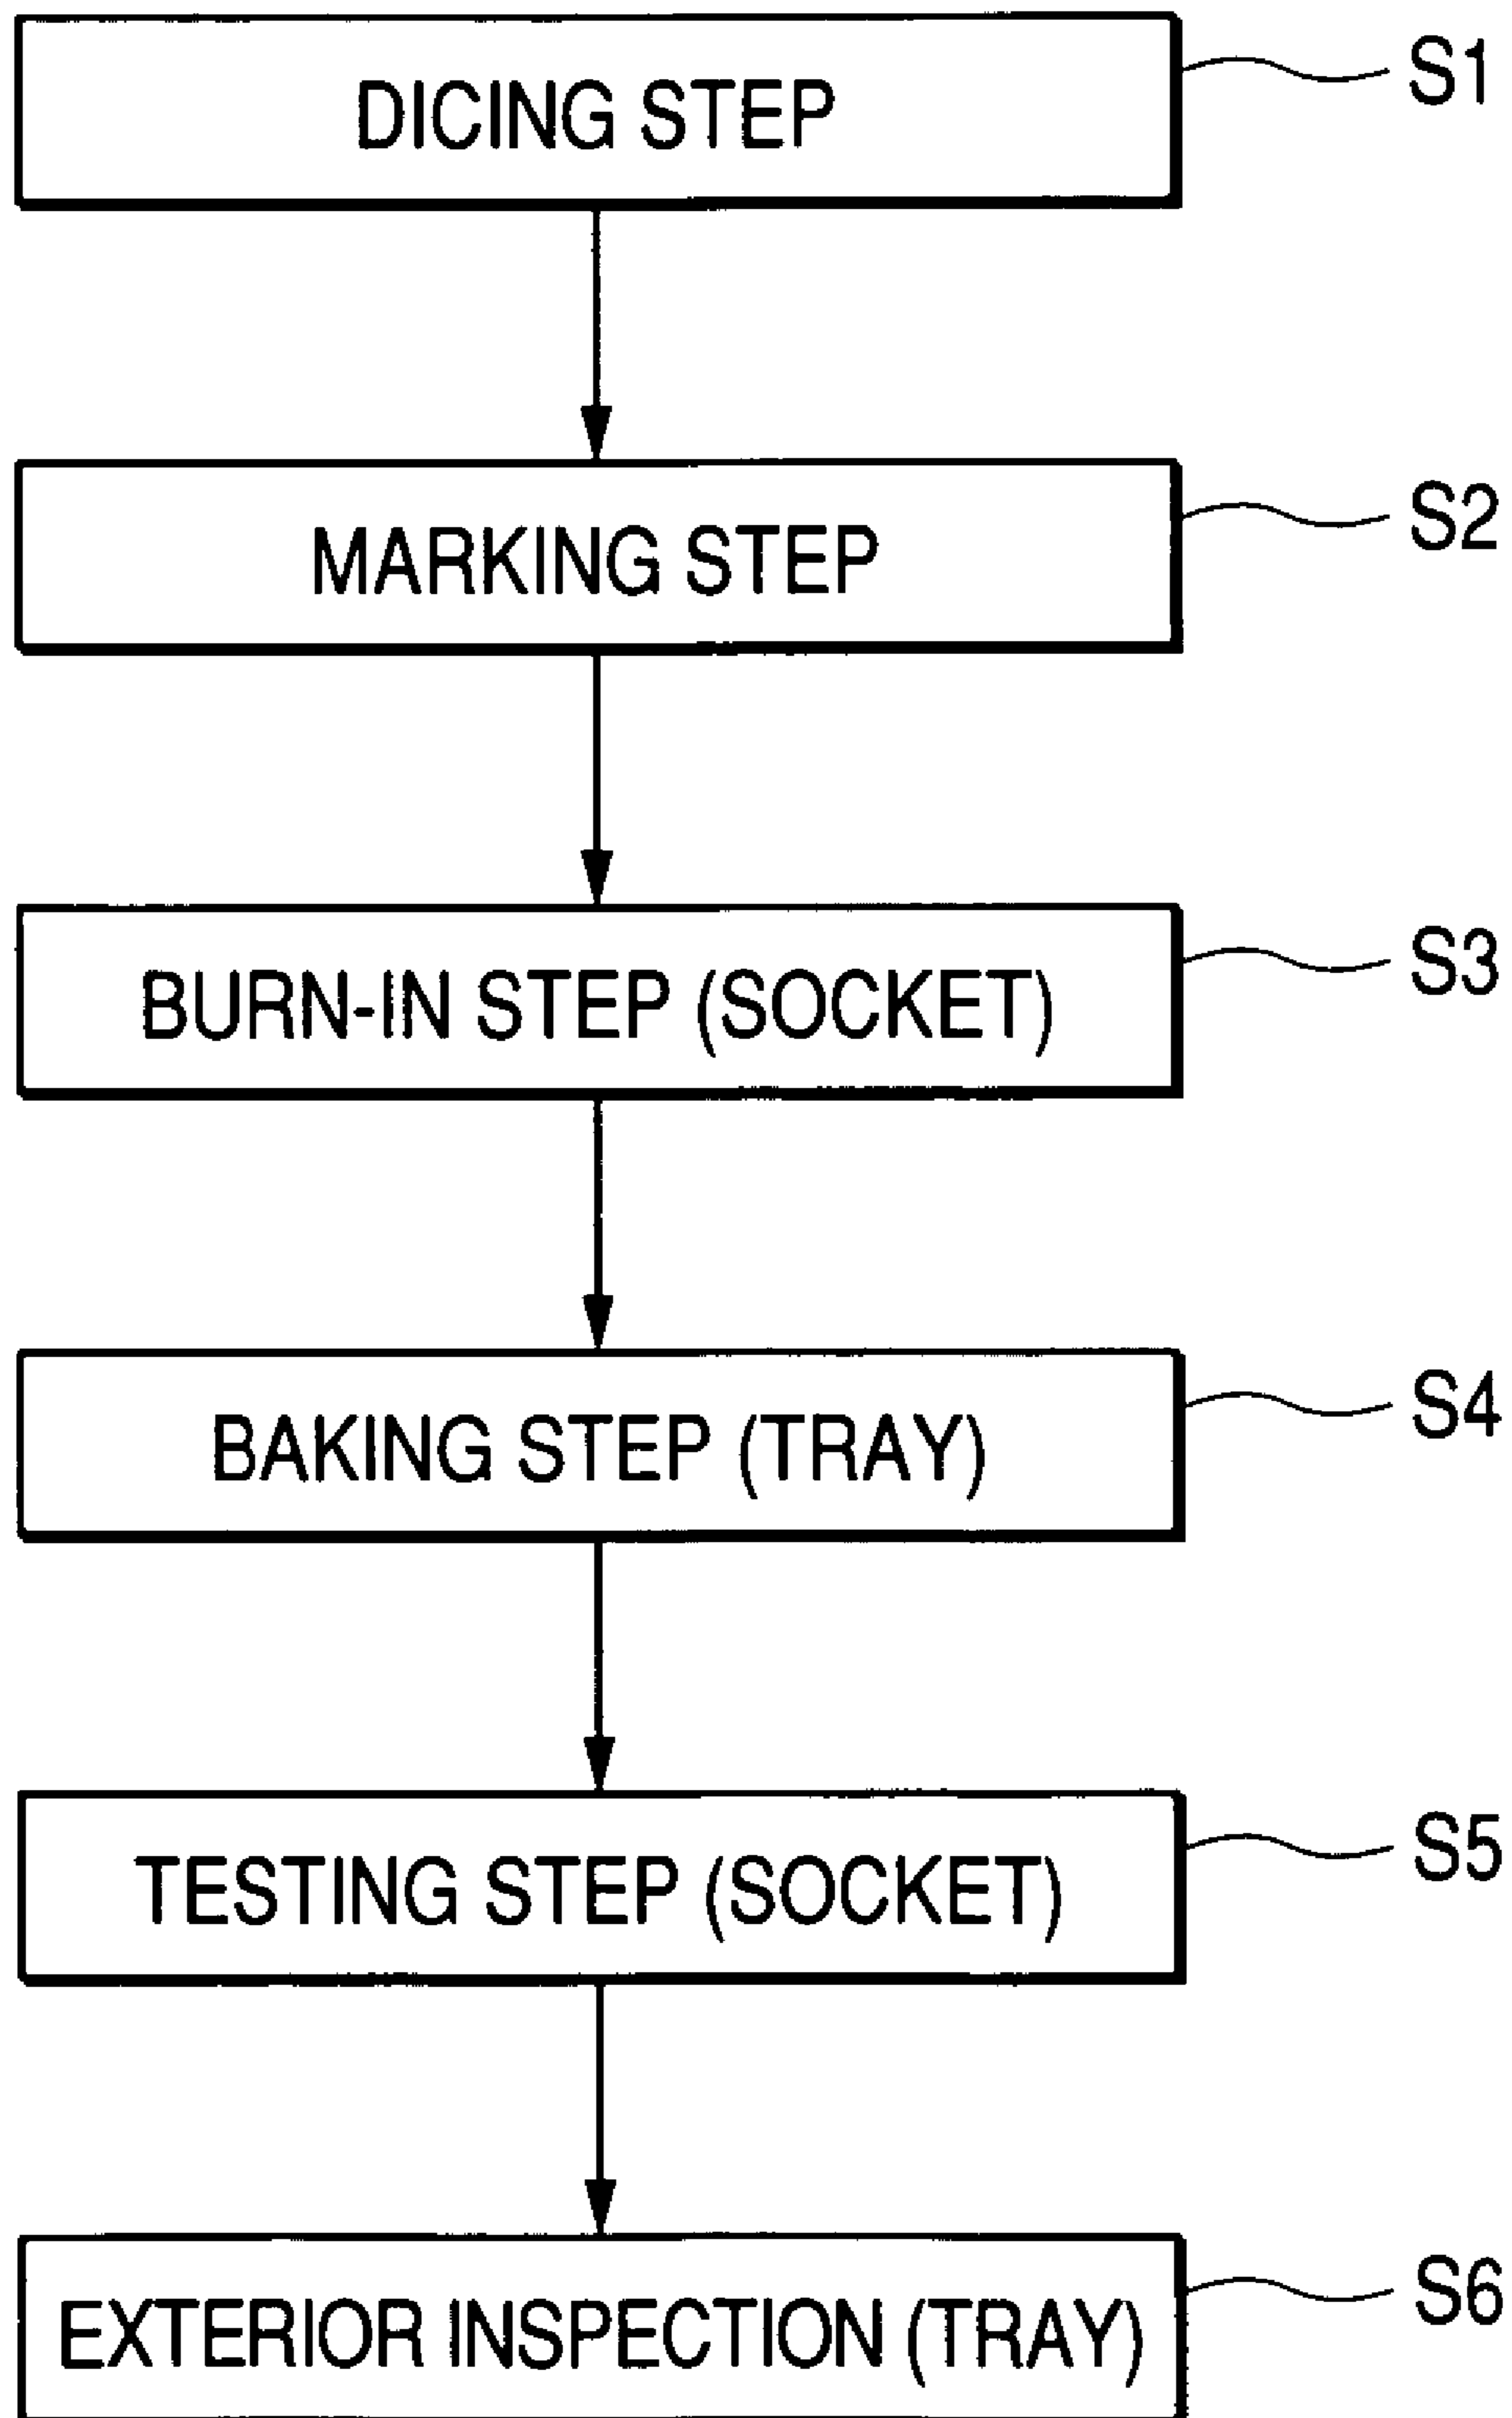 DICING STEP
S1
MARKING STEP
S2
BURN-IN STEP (SOCKET)
S3
BAKING STEP (TRAY)
S4
TESTING STEP (SOCKET)
S5
EXTERIOR INSPECTION (TRAY)
S6